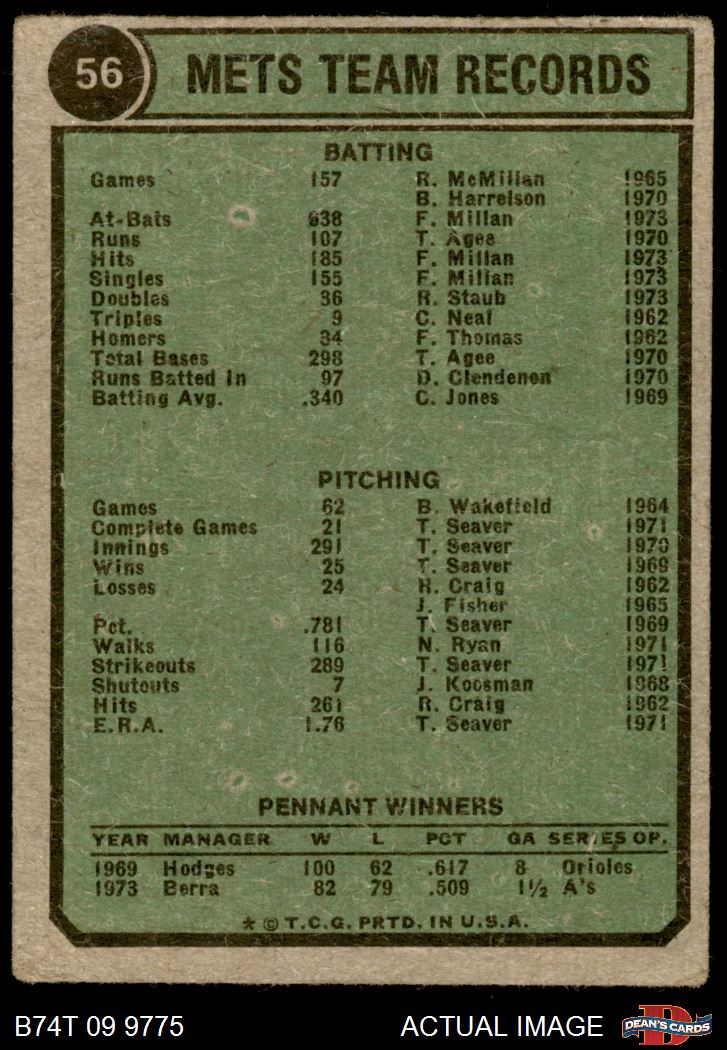 56 METS TEAM RECORDS
BATTING
Games 157 R. McMillan 1965
B. Harrelson 1970
At-Bats 638 F. Millan 1973
Runs 107 T. Agee 1970
Hits 185 F. Millan 1973
Singles 155 F. Millan 1973
Doubles 36 R. Staub 1973
Triples 9 C. Neal 1962
Homers 34 F. Thomas 1962
Total Bases 298 T. Agee 1970
Runs Batted In 97 D. Clendenon 1970
Batting Avg. .340 C. Jones 1969
PITCHING
Games 62 B. Wakefield 1964
Complete Games 21 T. Seaver 1971
Innings 291 T. Seaver 1970
Wins 25 T. Seaver 1969
Losses 24 R. Craig 1962
J. Fisher 1965
Pct. .781 T. Seaver 1969
Walks 116 N. Ryan 1971
Strikeouts 289 T. Seaver 1971
Shutouts 7 J. Koosman 1968
Hits 261 R. Craig 1962
E.R.A. 1.76 T. Seaver 1971
PENNANT WINNERS
YEAR MANAGER W L PCT GA SERIES OP.
1969 Hodges 100 62 .617 8 Orioles
1973 Berra 82 79 .509 1½ A's
* © T.C.G. PRTD. IN U.S.A.
B74T 09 9775 ACTUAL IMAGE DEAN'S CARDS